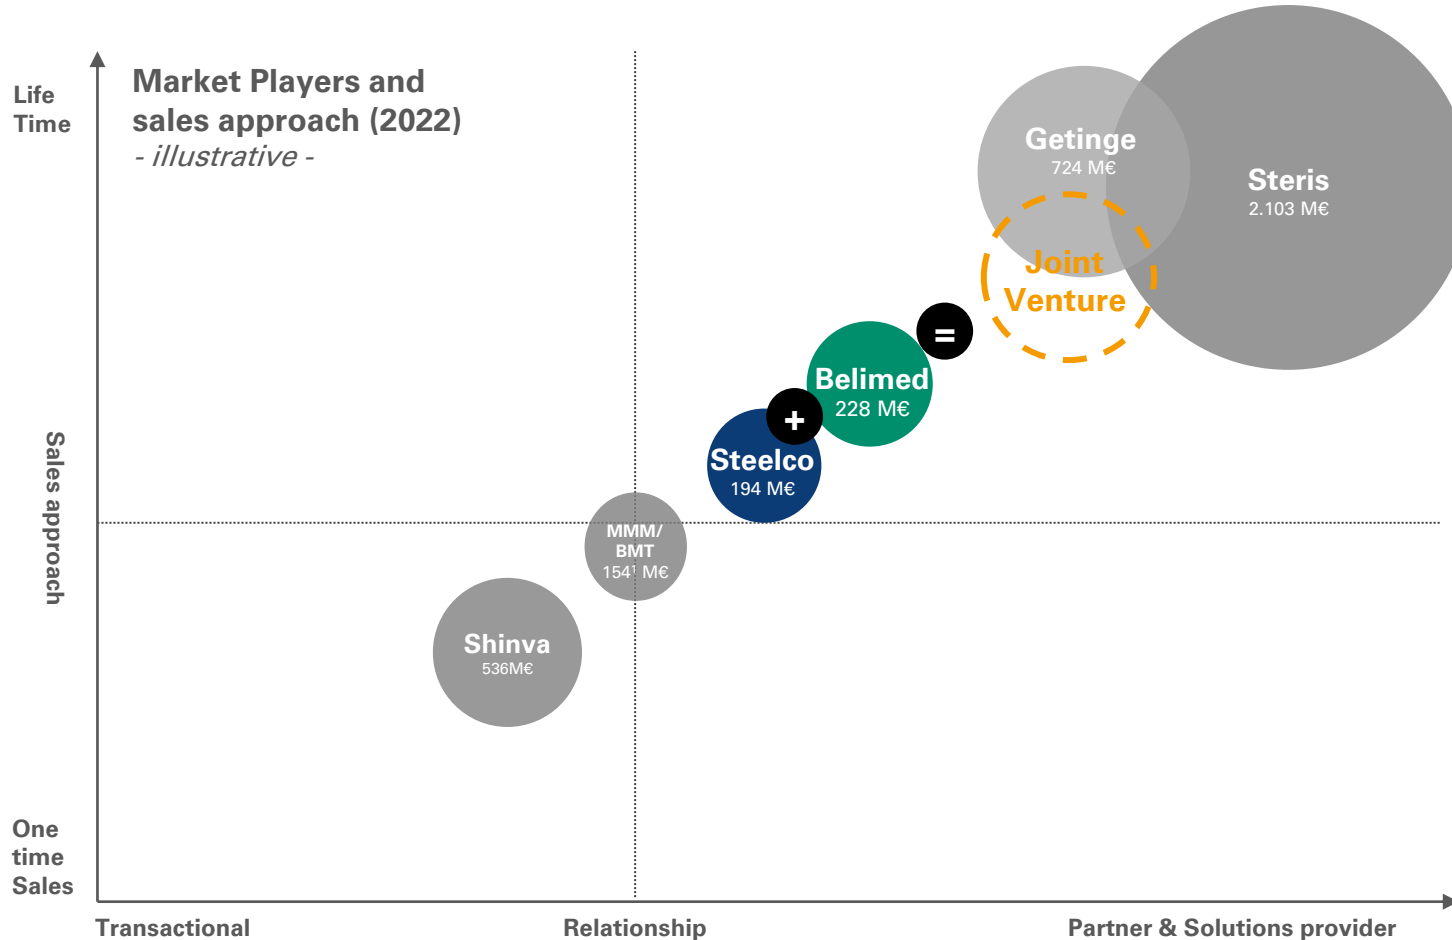 Market Players and
sales approach (2022)
- illustrative -
Life
Time
Getinge
724 M€
Steris
2.103 M€
Joint
Venture
=
Belimed
228 M€
+
Steelco
194 M€
Sales approach
MMM/
BMT
154¹ M€
Shinva
536M€
One
time
Sales
Transactional
Relationship
Partner & Solutions provider